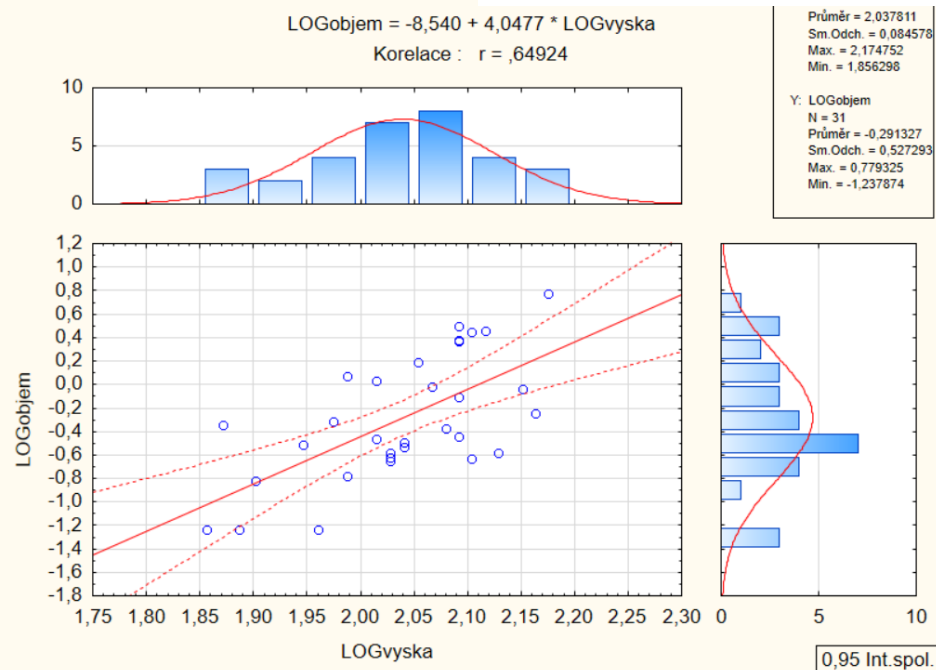 LOGobjem = -8,540 + 4,0477 * LOGvyska
Korelace : r = ,64924
Průměr = 2,037811
Sm.Odch. = 0,084578
Max. = 2,174752
Min. = 1,856298
Y: LOGobjem
N = 31
Průměr = -0,291327
Sm.Odch. = 0,527293
Max. = 0,779325
Min. = -1,237874
10
5
0
1,2
1,0
0,8
0,6
0,4
0,2
0,0
-0,2
-0,4
-0,6
-0,8
-1,0
-1,2
-1,4
-1,6
-1,8
LOGobjem
1,75 1,80 1,85 1,90 1,95 2,00 2,05 2,10 2,15 2,20 2,25 2,30
LOGvyska
0 5 10
0,95 Int.spol.